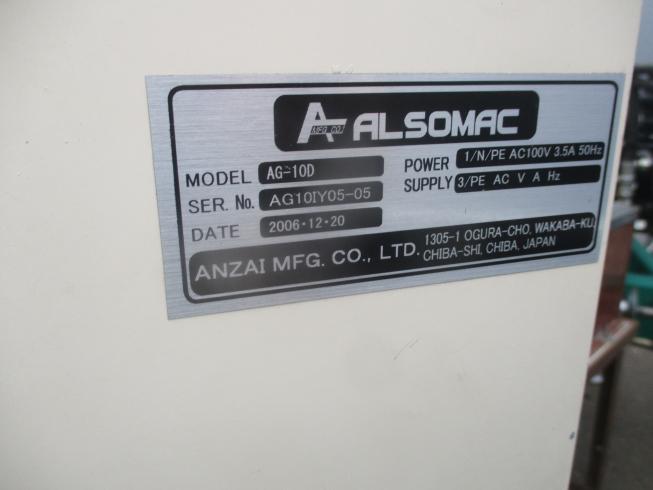 A MFG. CO. ALSOMAC
MODEL AG-10D
SER. No. AG10IY05-05
DATE 2006・12・20
POWER SUPPLY
1/N/PE AC100V 3.5A 50Hz
3/PE AC V A Hz
ANZAI MFG. CO., LTD.
1305-1 OGURA-CHO, WAKABA-KU,
CHIBA-SHI, CHIBA, JAPAN